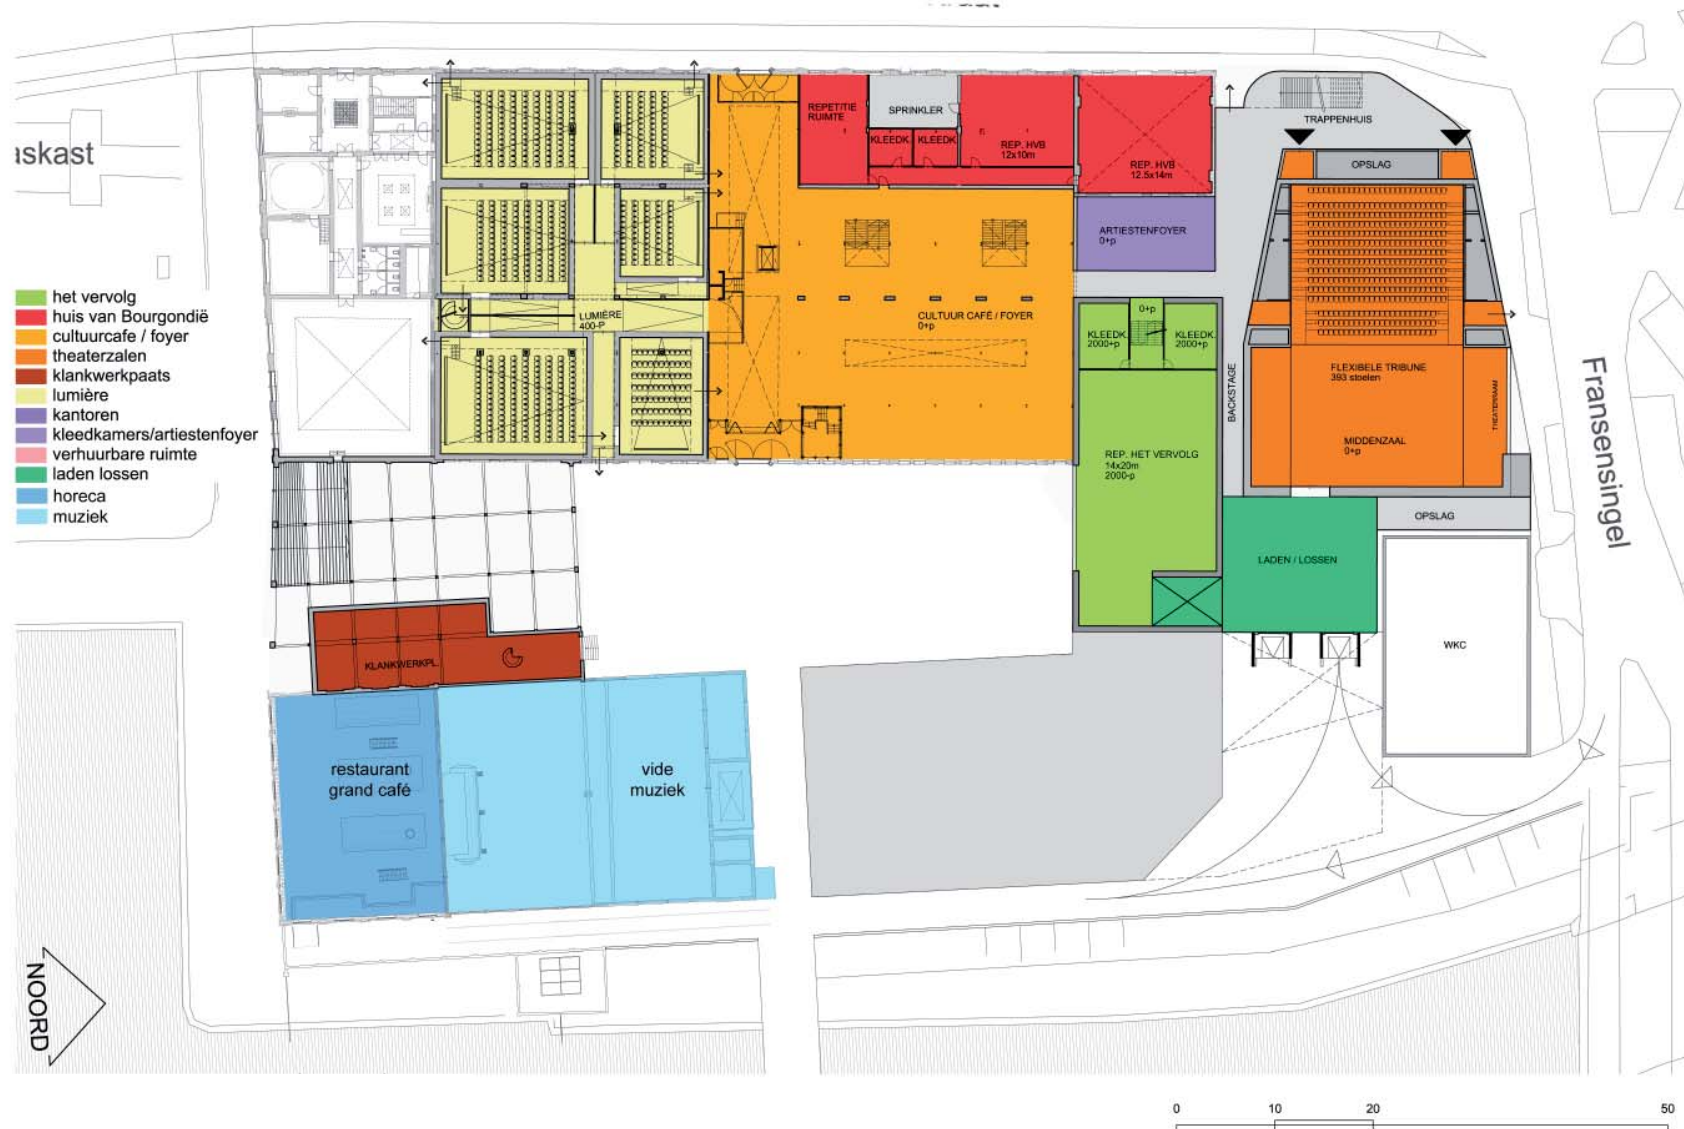 askast
het vervolg
huis van Bourgondië
cultuurcafe / foyer
theaterzalen
klankwerkpaats
lumière
kantoren
kleedkamers/artiestenfoyer
verhuurbare ruimte
laden lossen
horeca
muziek
REPETITIE
RUIMTE
SPRINKLER
KLEEDK.
KLEEDK.
REP. HVB
12x10m
REP. HVB
12.5x14m
TRAPPENHUIS
OPSLAG
ARTIESTENFOYER
0+p
LUMIÈRE
400-P
CULTUUR CAFÉ / FOYER
0+p
0+p
KLEEDK.
2000+p
KLEEDK.
2000+p
BACKSTAGE
FLEXIBELE TRIBUNE
393 stoelen
THEATERRAAM
MIDDENZAAL
0+p
REP. HET VERVOLG
14x20m
2000-p
OPSLAG
LADEN / LOSSEN
WKC
Fransensingel
KLANKWERKPL.
restaurant
grand café
vide
muziek
NOORD
0 10 20 50